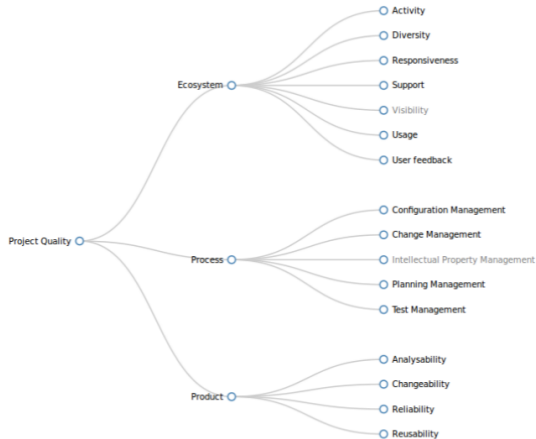 Activity
Diversity
Responsiveness
Ecosystem
Support
Visibility
Usage
User feedback
Configuration Management
Change Management
Project Quality
Process
Intellectual Property Management
Planning Management
Test Management
Analysability
Changeability
Product
Reliability
Reusability